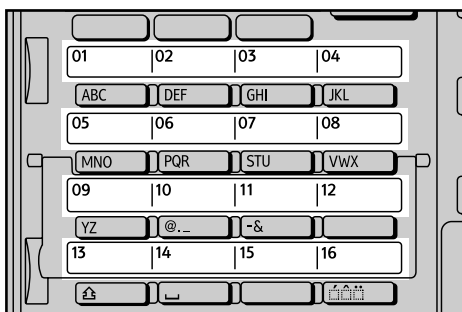 01 |02 |03 |04
ABC DEF GHI JKL
05 |06 |07 |08
MNO PQR STU VWX
09 |10 |11 |12
YZ @._ -&
13 |14 |15 |16
⇧ ␣ áâä